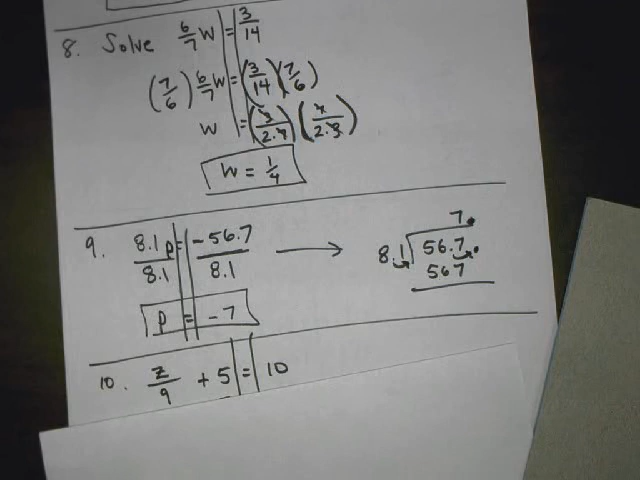 8. Solve 6/7 W = 3/14
(7/6) 6/7 W = (3/14)(7/6)
W = (3/2·7)(7/2·3)
W = 1/4
9. 8.1p/8.1 = -56.7/8.1 → 7.
8.1 56.7.
567
p = -7
10. z/9 + 5 = 10